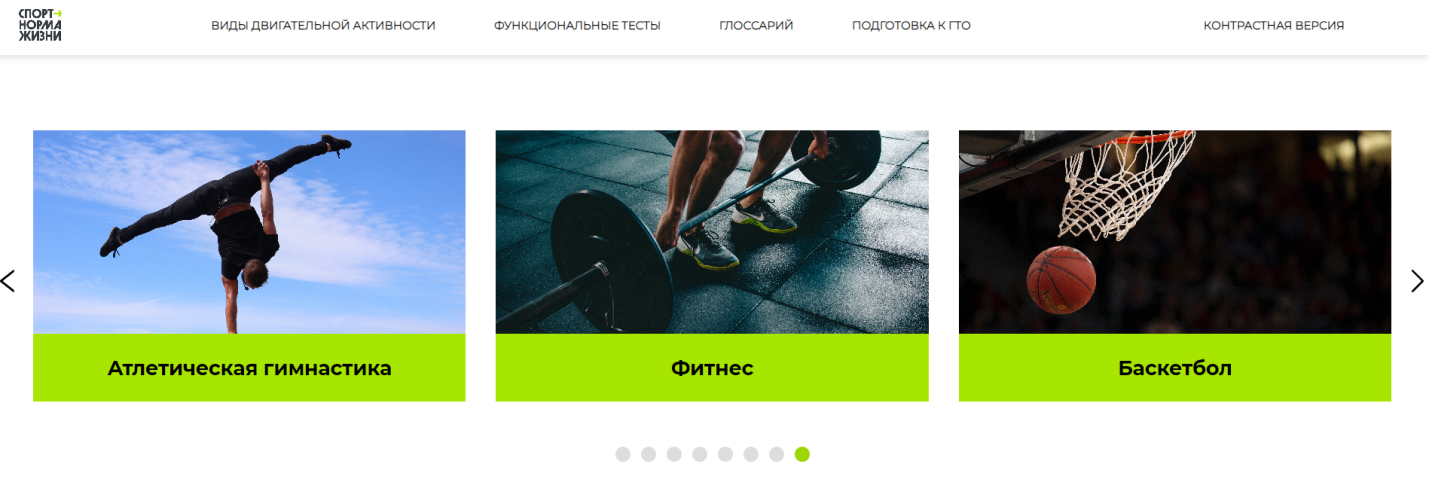 СПОРТ
НОРМА
ЖИЗНИ
ВИДЫ ДВИГАТЕЛЬНОЙ АКТИВНОСТИ
ФУНКЦИОНАЛЬНЫЕ ТЕСТЫ
ГЛОССАРИЙ
ПОДГОТОВКА К ГТО
КОНТРАСТНАЯ ВЕРСИЯ
Атлетическая гимнастика
Фитнес
Баскетбол